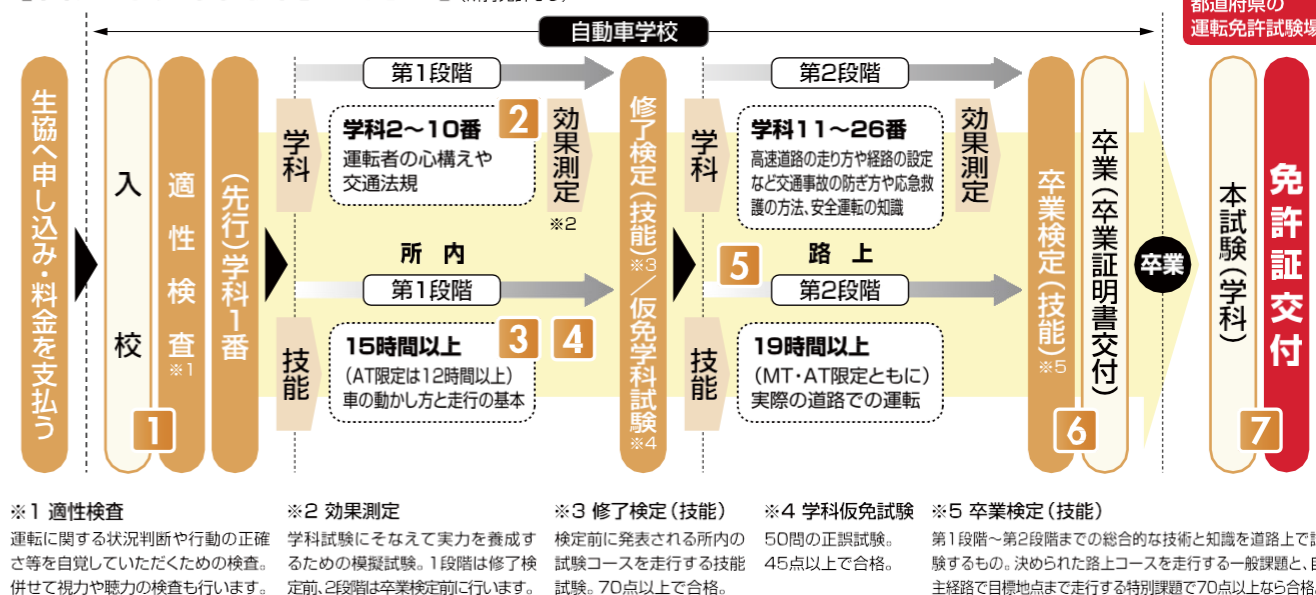 (所持免許なし)
自動車学校
都道府県の
運転免許試験場
生協へ申し込み・料金を支払う
入校
1
適性検査※1
(先行)学科1番
学科
第1段階
学科2〜10番
2
運転者の心構えや
交通法規
効果測定
※2
所内
第1段階
技能
15時間以上
3
4
(AT限定は12時間以上)
車の動かし方と走行の基本
修了検定(技能)※3/仮免学科試験※4
学科
第2段階
学科11〜26番
高速道路の走り方や経路の設定
など交通事故の防ぎ方や応急救
護の方法、安全運転の知識
効果測定
5
路上
第2段階
技能
19時間以上
(MT・AT限定ともに)
実際の道路での運転
卒業検定(技能)※5
6
卒業(卒業証明書交付)
卒業
本試験(学科)
7
免許証交付
※1 適性検査
運転に関する状況判断や行動の正確
さ等を自覚していただくための検査。
併せて視力や聴力の検査も行います。
※2 効果測定
学科試験にそなえて実力を養成す
るための模擬試験。1段階は修了検
定前、2段階は卒業検定前に行います。
※3 修了検定(技能)
検定前に発表される所内の
試験コースを走行する技能
試験。70点以上で合格。
※4 学科仮免試験
50問の正誤試験。
45点以上で合格。
※5 卒業検定(技能)
第1段階〜第2段階までの総合的な技術と知識を道路上で試
験するもの。決められた路上コースを走行する一般課題と、自
主経路で目標地点まで走行する特別課題で70点以上なら合格。